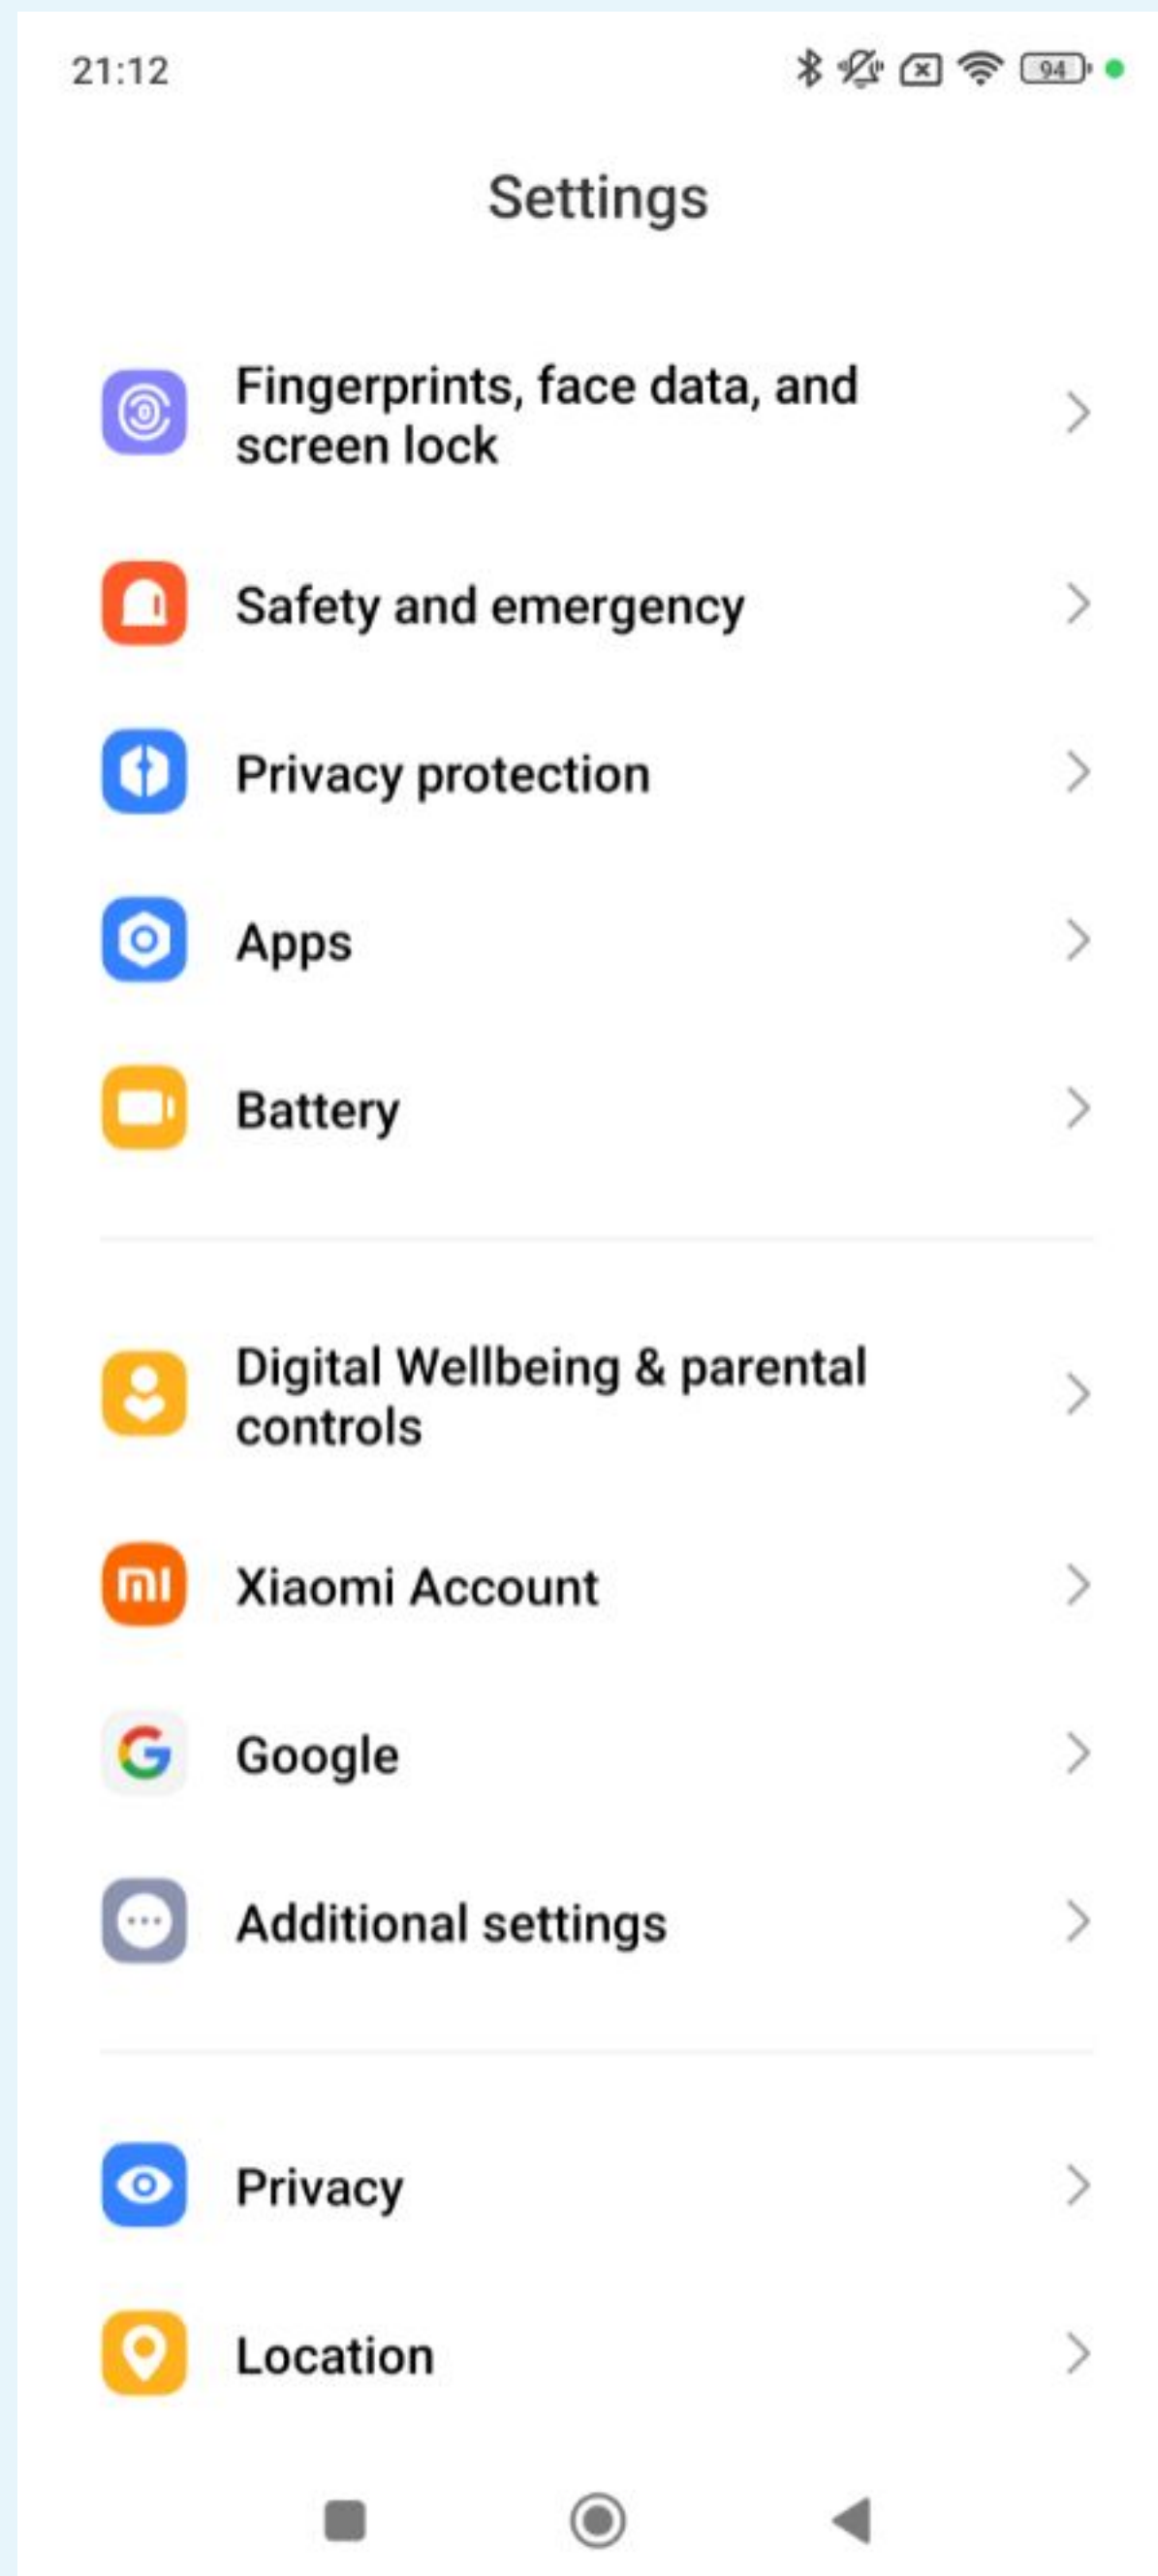 21:12
94
Settings
Fingerprints, face data, and
screen lock
Safety and emergency
Privacy protection
Apps
Battery
Digital Wellbeing & parental
controls
Xiaomi Account
Google
Additional settings
Privacy
Location